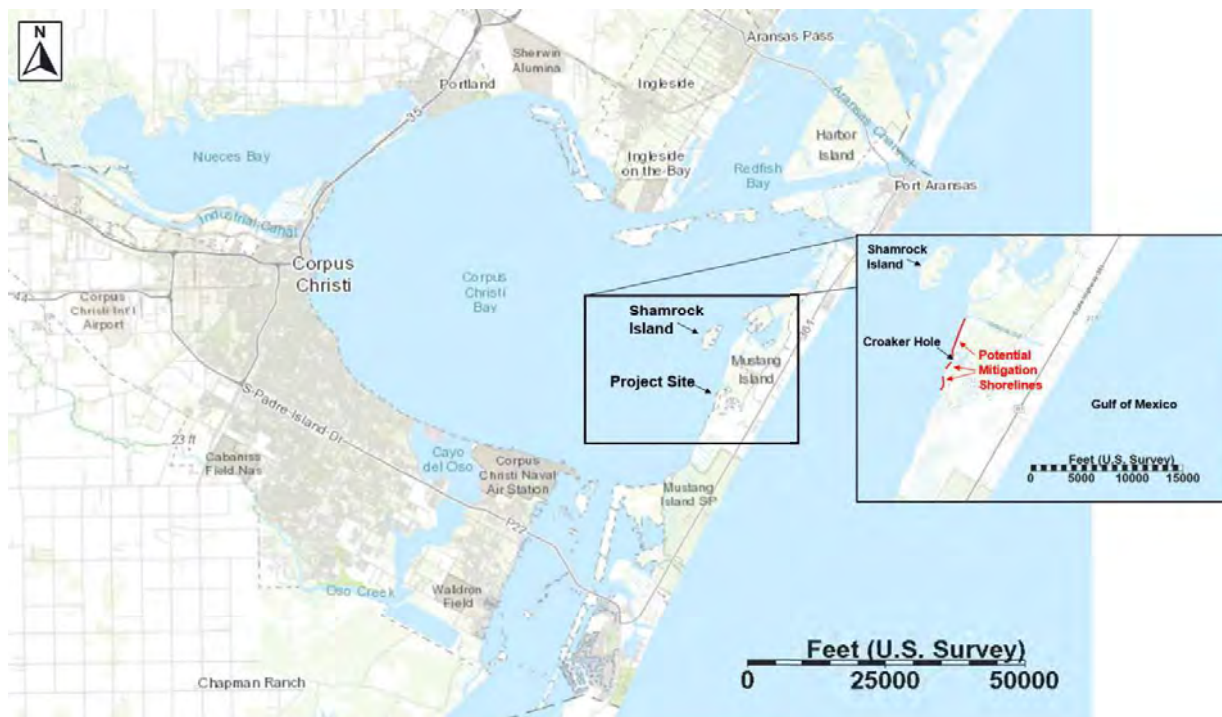 N
Aransas Pass
Sherwin
Alumina
Portland
Ingleside
35
Aransas Channel
Harbor
Island
Nueces Bay
Ingleside
on the Bay
Redfish
Bay
Port Aransas
Industrial Canal
Corpus
Christi
Corpus
Christi
Bay
44
Corpus
Christi Int'l
Airport
Shamrock
Island
361
Mustang
Island
Project Site
S-Padre-Island-Dr
23 ft
Cabaniss
Field Nas
Cayo
del Oso
Corpus
Christi Naval
Air Station
Mustang
Island SP
P22
Oso Creek
Waldron
Field
Chapman Ranch
Feet (U.S. Survey)
0 25000 50000
Shamrock
Island
Croaker Hole
Potential
Mitigation
Shorelines
Gulf of Mexico
Feet (U.S. Survey)
0 5000 10000 15000